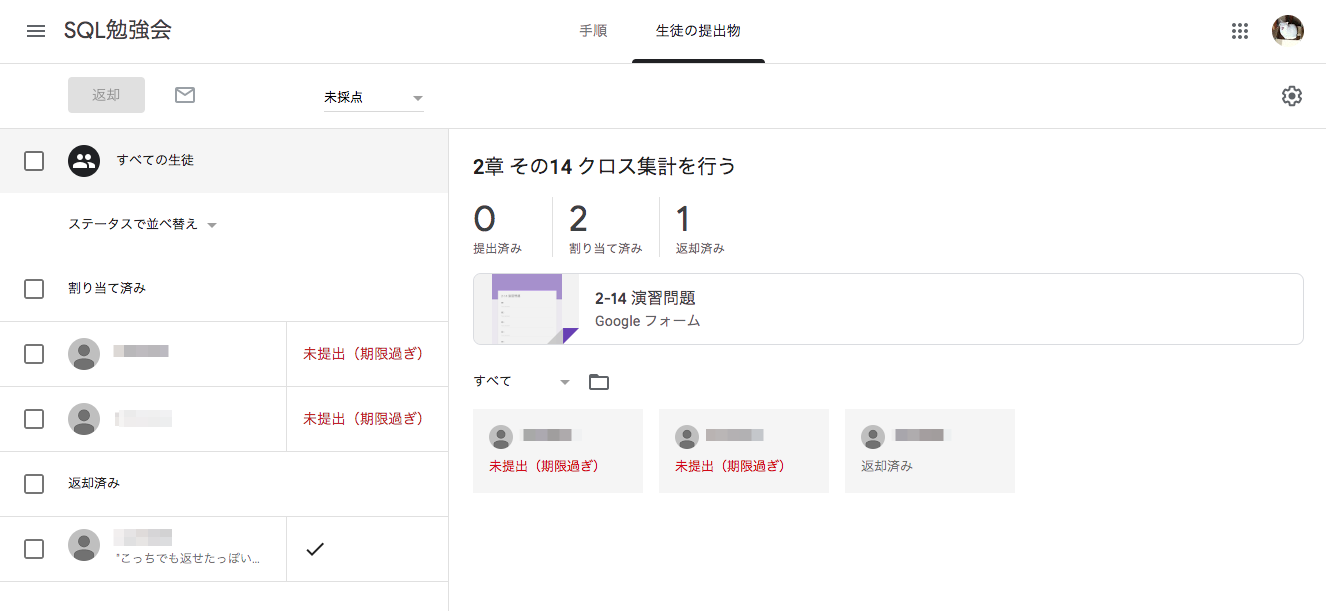 SQL勉強会
手順
生徒の提出物
返却
未採点
すべての生徒
ステータスで並べ替え
割り当て済み
未提出（期限過ぎ）
未提出（期限過ぎ）
返却済み
"こっちでも返せたっぽい...
2章 その14 クロス集計を行う
0
提出済み
2
割り当て済み
1
返却済み
2-14 演習問題
Google フォーム
すべて
未提出（期限過ぎ）
未提出（期限過ぎ）
返却済み